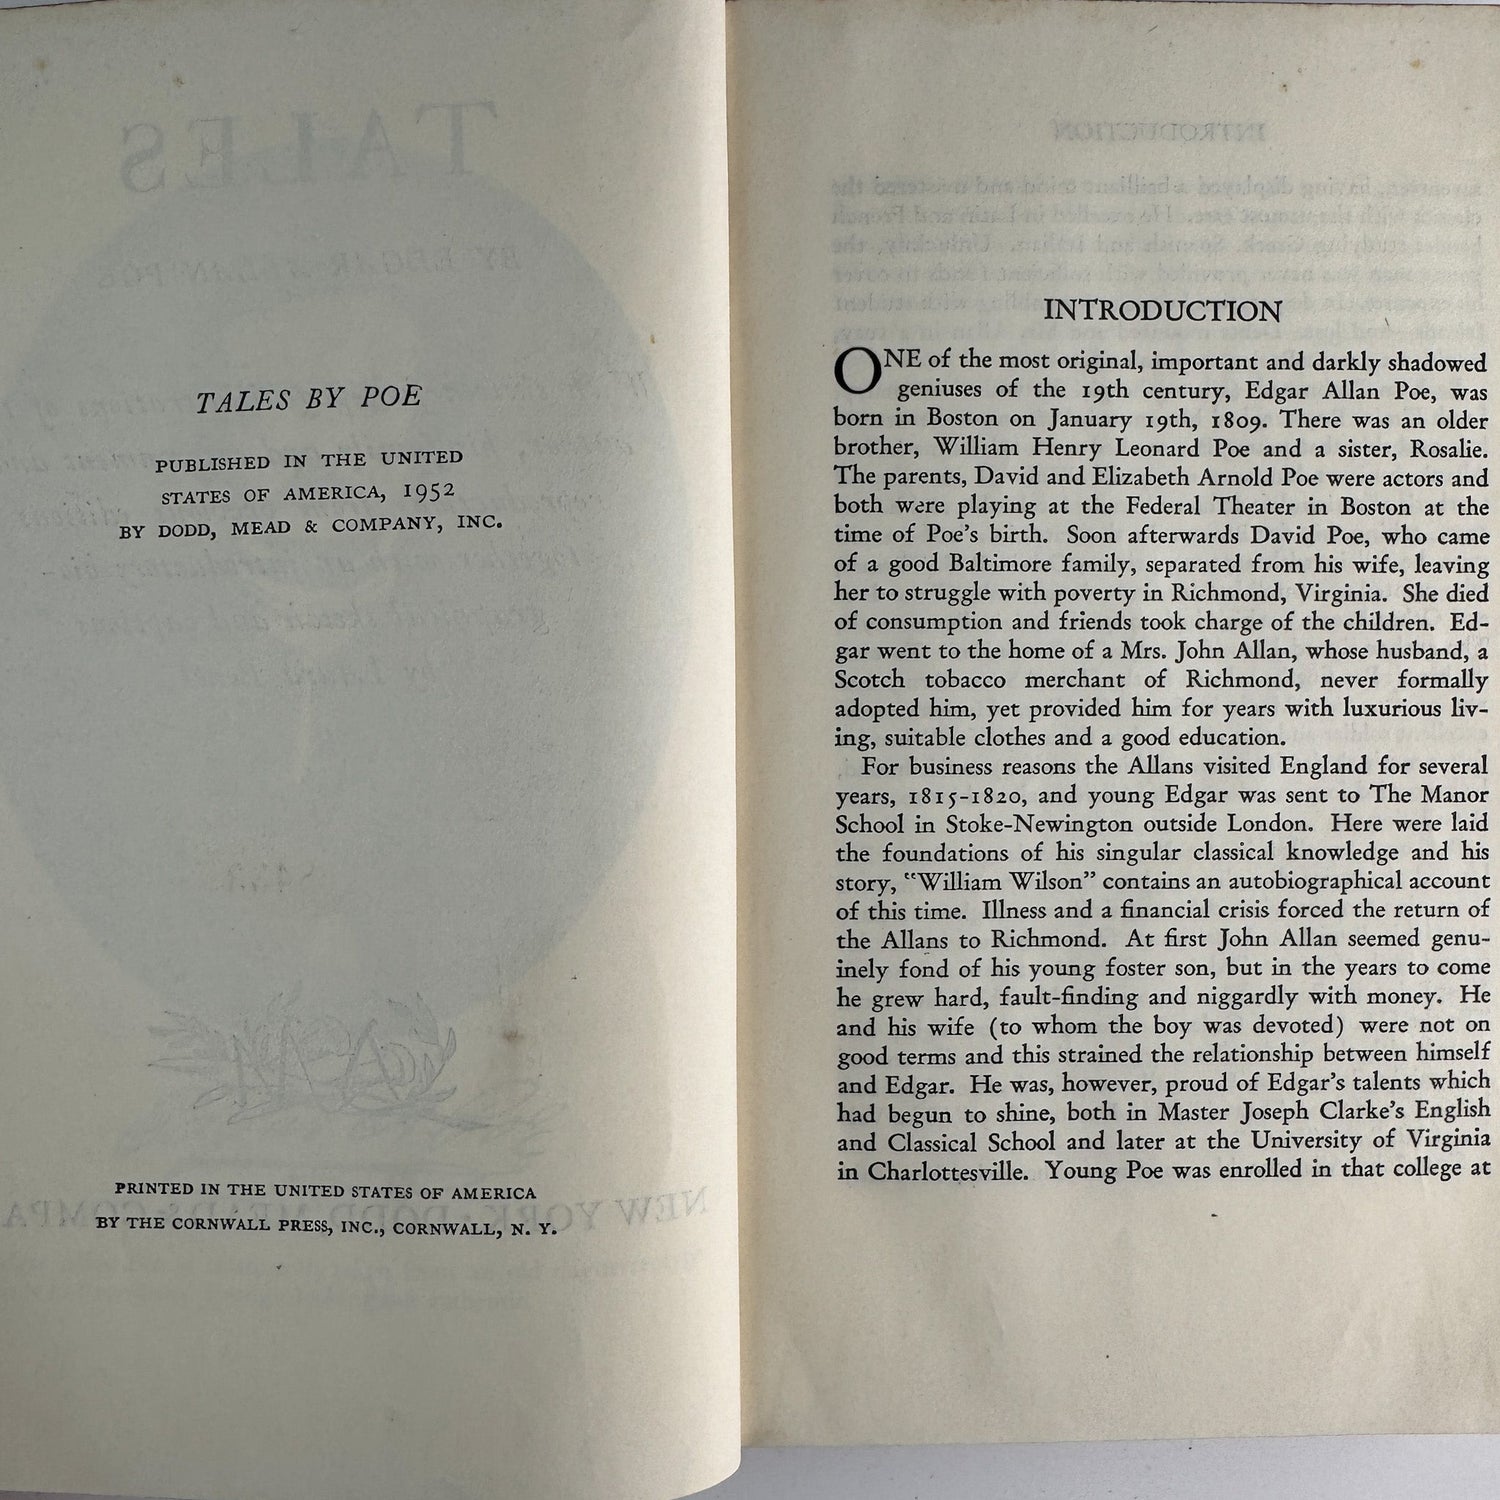 TALES BY POE
PUBLISHED IN THE UNITED
STATES OF AMERICA, 1952
BY DODD, MEAD & COMPANY, INC.
PRINTED IN THE UNITED STATES OF AMERICA
BY THE CORNWALL PRESS, INC., CORNWALL, N. Y.
INTRODUCTION
ONE of the most original, important and darkly shadowed
geniuses of the 19th century, Edgar Allan Poe, was
born in Boston on January 19th, 1809. There was an older
brother, William Henry Leonard Poe and a sister, Rosalie.
The parents, David and Elizabeth Arnold Poe were actors and
both were playing at the Federal Theater in Boston at the
time of Poe's birth. Soon afterwards David Poe, who came
of a good Baltimore family, separated from his wife, leaving
her to struggle with poverty in Richmond, Virginia. She died
of consumption and friends took charge of the children. Ed-
gar went to the home of a Mrs. John Allan, whose husband, a
Scotch tobacco merchant of Richmond, never formally
adopted him, yet provided him for years with luxurious liv-
ing, suitable clothes and a good education.
For business reasons the Allans visited England for several
years, 1815-1820, and young Edgar was sent to The Manor
School in Stoke-Newington outside London. Here were laid
the foundations of his singular classical knowledge and his
story, "William Wilson" contains an autobiographical account
of this time. Illness and a financial crisis forced the return of
the Allans to Richmond. At first John Allan seemed genu-
inely fond of his young foster son, but in the years to come
he grew hard, fault-finding and niggardly with money. He
and his wife (to whom the boy was devoted) were not on
good terms and this strained the relationship between himself
and Edgar. He was, however, proud of Edgar's talents which
had begun to shine, both in Master Joseph Clarke's English
and Classical School and later at the University of Virginia
in Charlottesville. Young Poe was enrolled in that college at